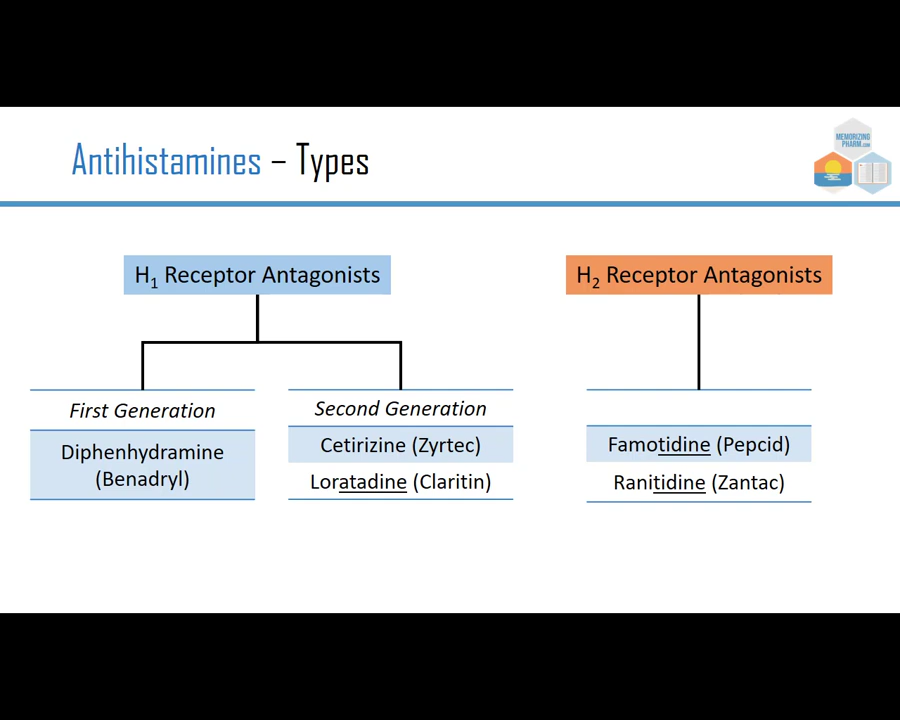 Antihistamines – Types
MEMORIZING
PHARM.COM
H₁ Receptor Antagonists
H₂ Receptor Antagonists
First Generation
Second Generation
Diphenhydramine
(Benadryl)
Cetirizine (Zyrtec)
Loratadine (Claritin)
Famotidine (Pepcid)
Ranitidine (Zantac)